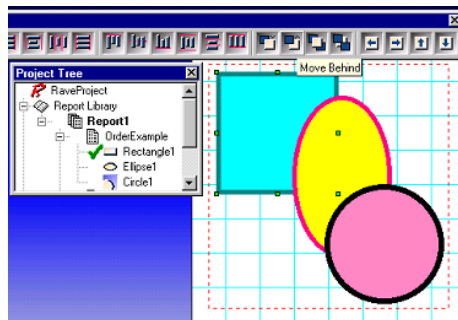 Move Behind
Project Tree
RaveProject
Report Library
Report1
OrderExample
Rectangle1
Ellipse1
Circle1